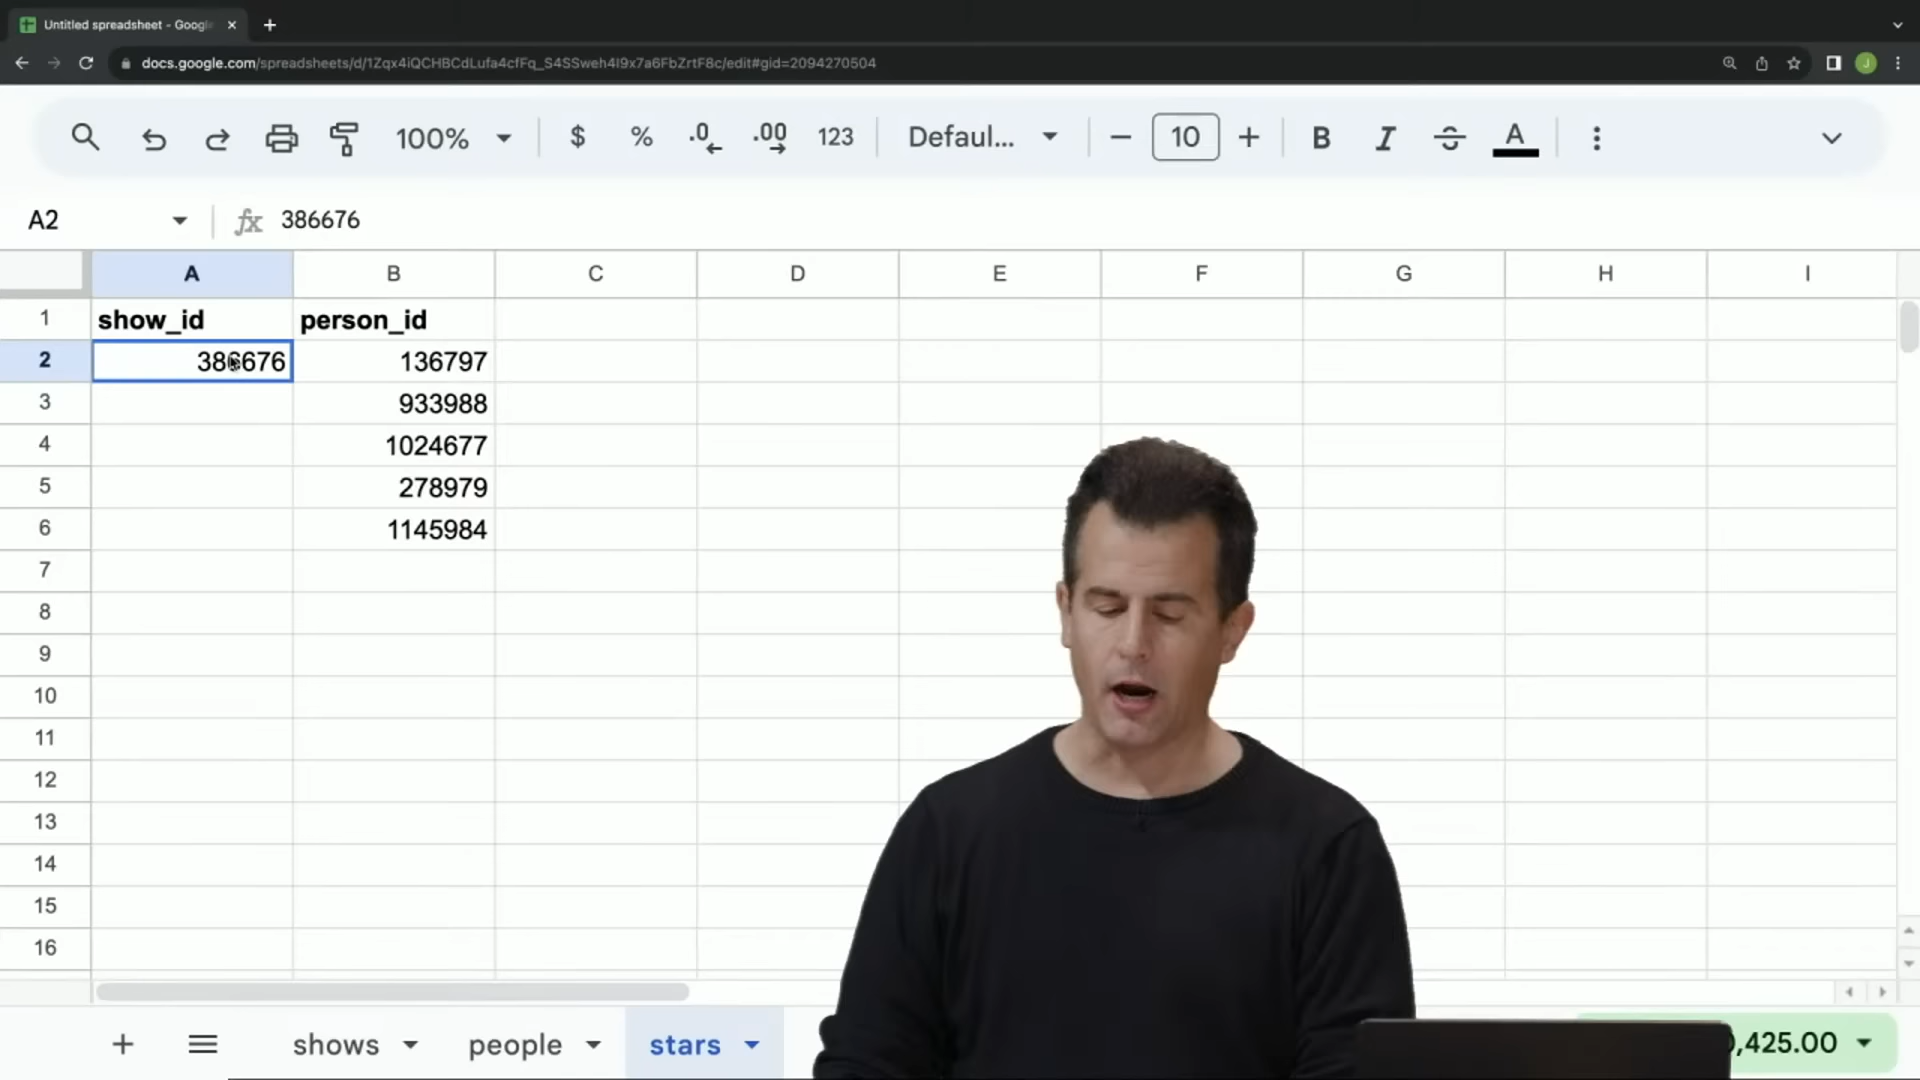 Untitled spreadsheet - Googl
docs.google.com/spreadsheets/d/1Zqx4iQCHBCdLufa4cfFq_S4SSweh4I9x7a6FbZrtF8c/edit#gid=2094270504
J
100% $ % .0 .00 123 Defaul... 10 B I S A
A2 fx 386676
A B C D E F G H I
1 show_id person_id
2 386676 136797
3 933988
4 1024677
5 278979
6 1145984
7
8
9
10
11
12
13
14
15
16
shows people stars ,425.00